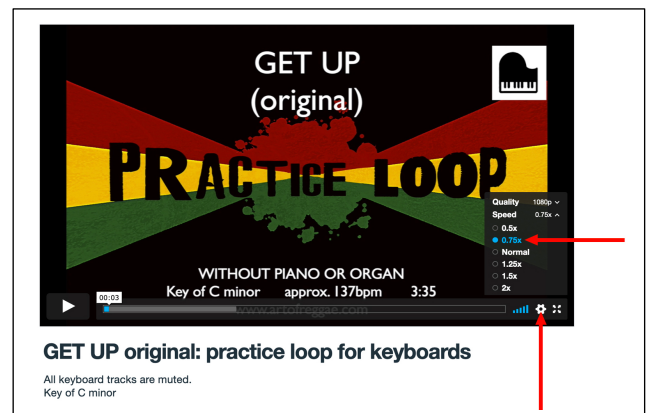 GET UP
(original)
PRACTICE LOOP
Quality 1080p
Speed 0.75x
0.5x
0.75x
Normal
1.25x
1.5x
2x
WITHOUT PIANO OR ORGAN
Key of C minor approx. 137bpm 3:35
00:03
www.artofreggae.com
GET UP original: practice loop for keyboards
All keyboard tracks are muted.
Key of C minor